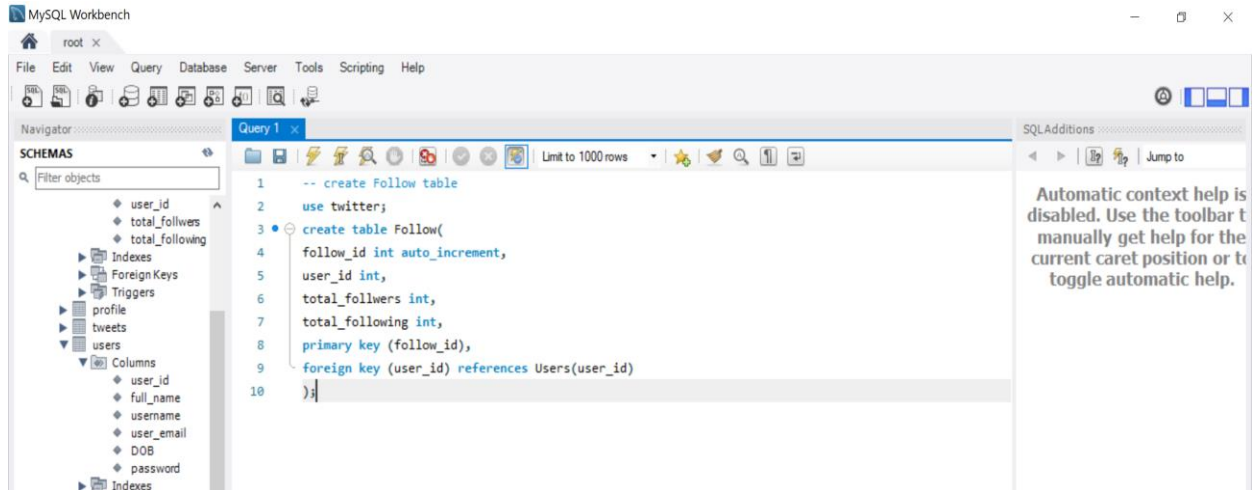 MySQL Workbench
root
File Edit View Query Database Server Tools Scripting Help
Navigator
SCHEMAS
Filter objects
user_id
total_follwers
total_following
Indexes
Foreign Keys
Triggers
profile
tweets
users
Columns
user_id
full_name
username
user_email
DOB
password
Indexes
Query 1
Limit to 1000 rows
1 -- create Follow table
2 use twitter;
3 create table Follow(
4 follow_id int auto_increment,
5 user_id int,
6 total_follwers int,
7 total_following int,
8 primary key (follow_id),
9 foreign key (user_id) references Users(user_id)
10 );
SQLAdditions
Jump to
Automatic context help is
disabled. Use the toolbar t
manually get help for the
current caret position or to
toggle automatic help.